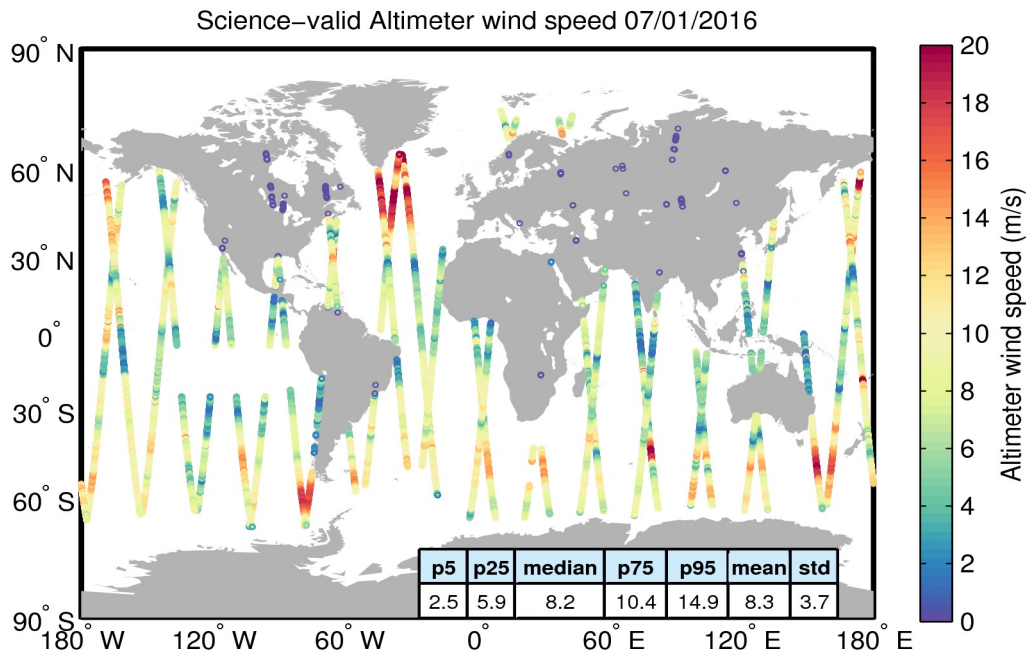 Science−valid Altimeter wind speed 07/01/2016
90° N
60° N
30° N
0°
30° S
60° S
90° S
180° W
120° W
60° W
0°
60° E
120° E
180° E
20
18
16
14
12
10
8
6
4
2
0
Altimeter wind speed (m/s)
p5 p25 median p75 p95 mean std
2.5 5.9 8.2 10.4 14.9 8.3 3.7